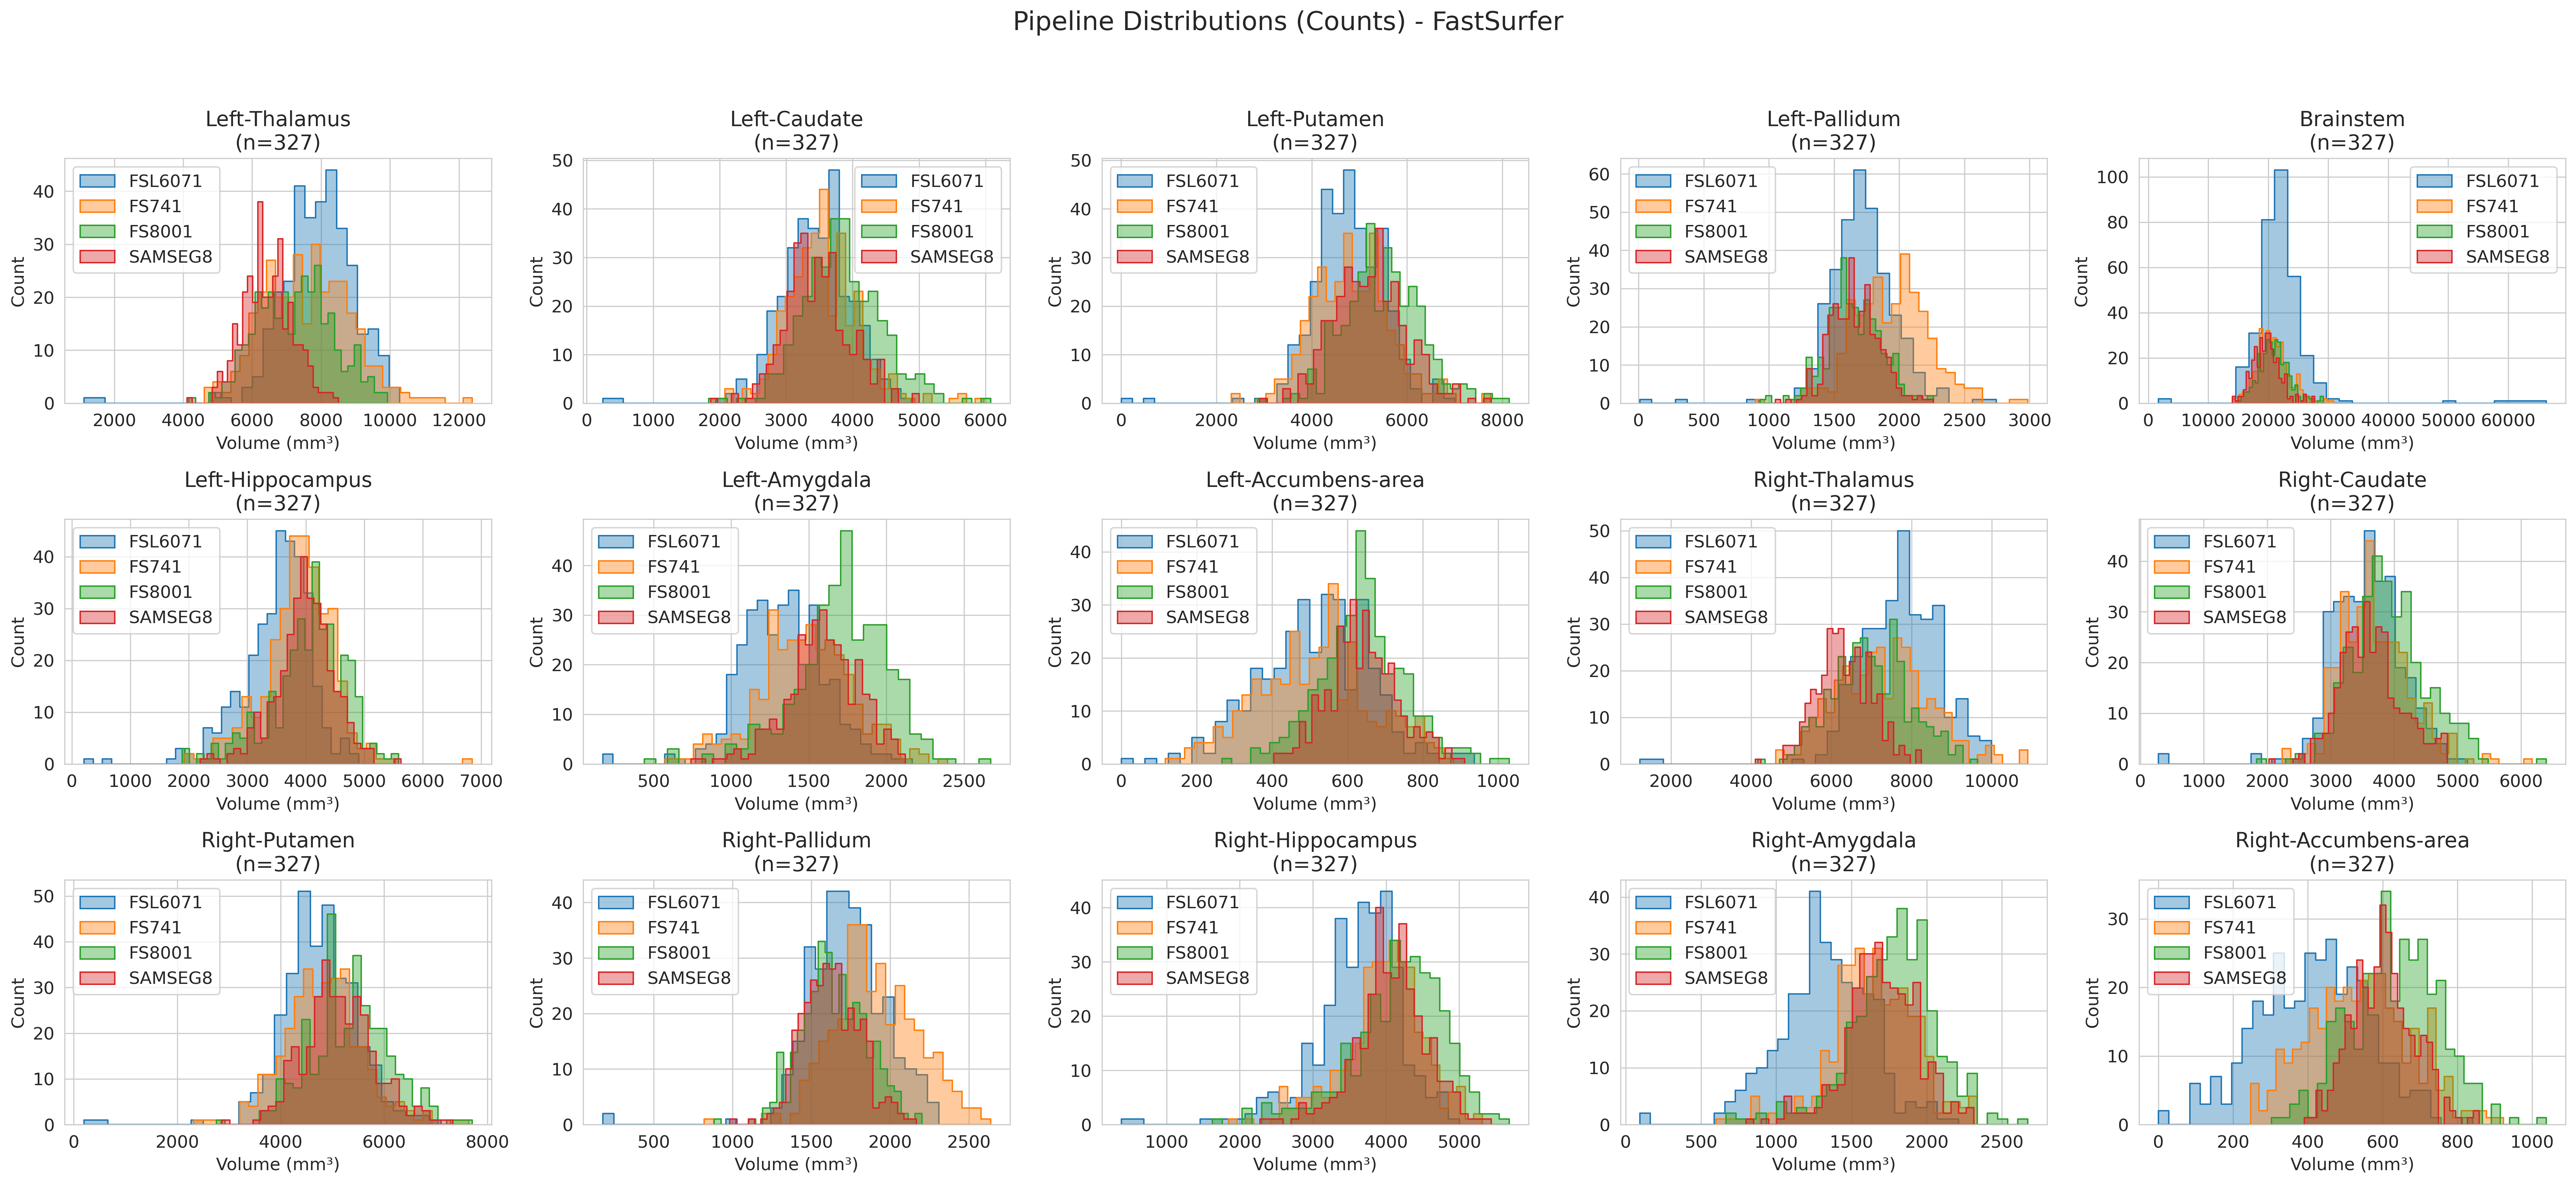 Pipeline Distributions (Counts) - FastSurfer
Left-Thalamus
(n=327)
Count
40
30
20
10
0
FSL6071
FS741
FS8001
SAMSEG8
2000 4000 6000 8000 10000 12000
Volume (mm³)
Left-Caudate
(n=327)
Count
50
40
30
20
10
0
FSL6071
FS741
FS8001
SAMSEG8
0 1000 2000 3000 4000 5000 6000
Volume (mm³)
Left-Putamen
(n=327)
Count
50
40
30
20
10
0
FSL6071
FS741
FS8001
SAMSEG8
0 2000 4000 6000 8000
Volume (mm³)
Left-Pallidum
(n=327)
Count
60
50
40
30
20
10
0
FSL6071
FS741
FS8001
SAMSEG8
0 500 1000 1500 2000 2500 3000
Volume (mm³)
Brainstem
(n=327)
Count
100
80
60
40
20
0
FSL6071
FS741
FS8001
SAMSEG8
0 10000 20000 30000 40000 50000 60000
Volume (mm³)
Left-Hippocampus
(n=327)
Count
40
30
20
10
0
FSL6071
FS741
FS8001
SAMSEG8
0 1000 2000 3000 4000 5000 6000 7000
Volume (mm³)
Left-Amygdala
(n=327)
Count
40
30
20
10
0
FSL6071
FS741
FS8001
SAMSEG8
500 1000 1500 2000 2500
Volume (mm³)
Left-Accumbens-area
(n=327)
Count
40
30
20
10
0
FSL6071
FS741
FS8001
SAMSEG8
0 200 400 600 800 1000
Volume (mm³)
Right-Thalamus
(n=327)
Count
50
40
30
20
10
0
FSL6071
FS741
FS8001
SAMSEG8
2000 4000 6000 8000 10000
Volume (mm³)
Right-Caudate
(n=327)
Count
40
30
20
10
0
FSL6071
FS741
FS8001
SAMSEG8
0 1000 2000 3000 4000 5000 6000
Volume (mm³)
Right-Putamen
(n=327)
Count
50
40
30
20
10
0
FSL6071
FS741
FS8001
SAMSEG8
0 2000 4000 6000 8000
Volume (mm³)
Right-Pallidum
(n=327)
Count
40
30
20
10
0
FSL6071
FS741
FS8001
SAMSEG8
500 1000 1500 2000 2500
Volume (mm³)
Right-Hippocampus
(n=327)
Count
40
30
20
10
0
FSL6071
FS741
FS8001
SAMSEG8
1000 2000 3000 4000 5000
Volume (mm³)
Right-Amygdala
(n=327)
Count
40
30
20
10
0
FSL6071
FS741
FS8001
SAMSEG8
0 500 1000 1500 2000 2500
Volume (mm³)
Right-Accumbens-area
(n=327)
Count
30
20
10
0
FSL6071
FS741
FS8001
SAMSEG8
0 200 400 600 800 1000
Volume (mm³)